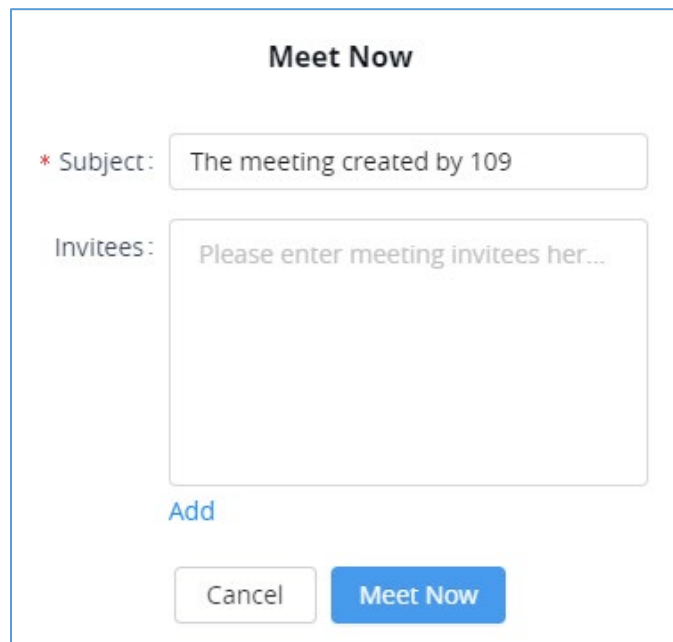 Meet Now
* Subject: The meeting created by 109
Invitees: Please enter meeting invitees her...
Add
Cancel Meet Now